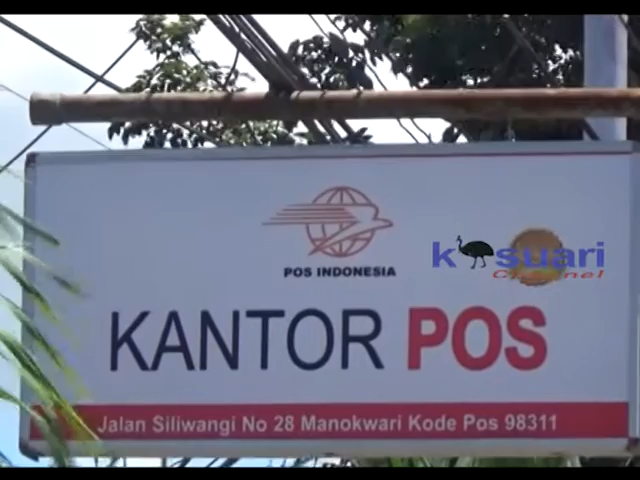 POS INDONESIA
kasuari
Channel
KANTOR POS
Jalan Siliwangi No 28 Manokwari Kode Pos 98311